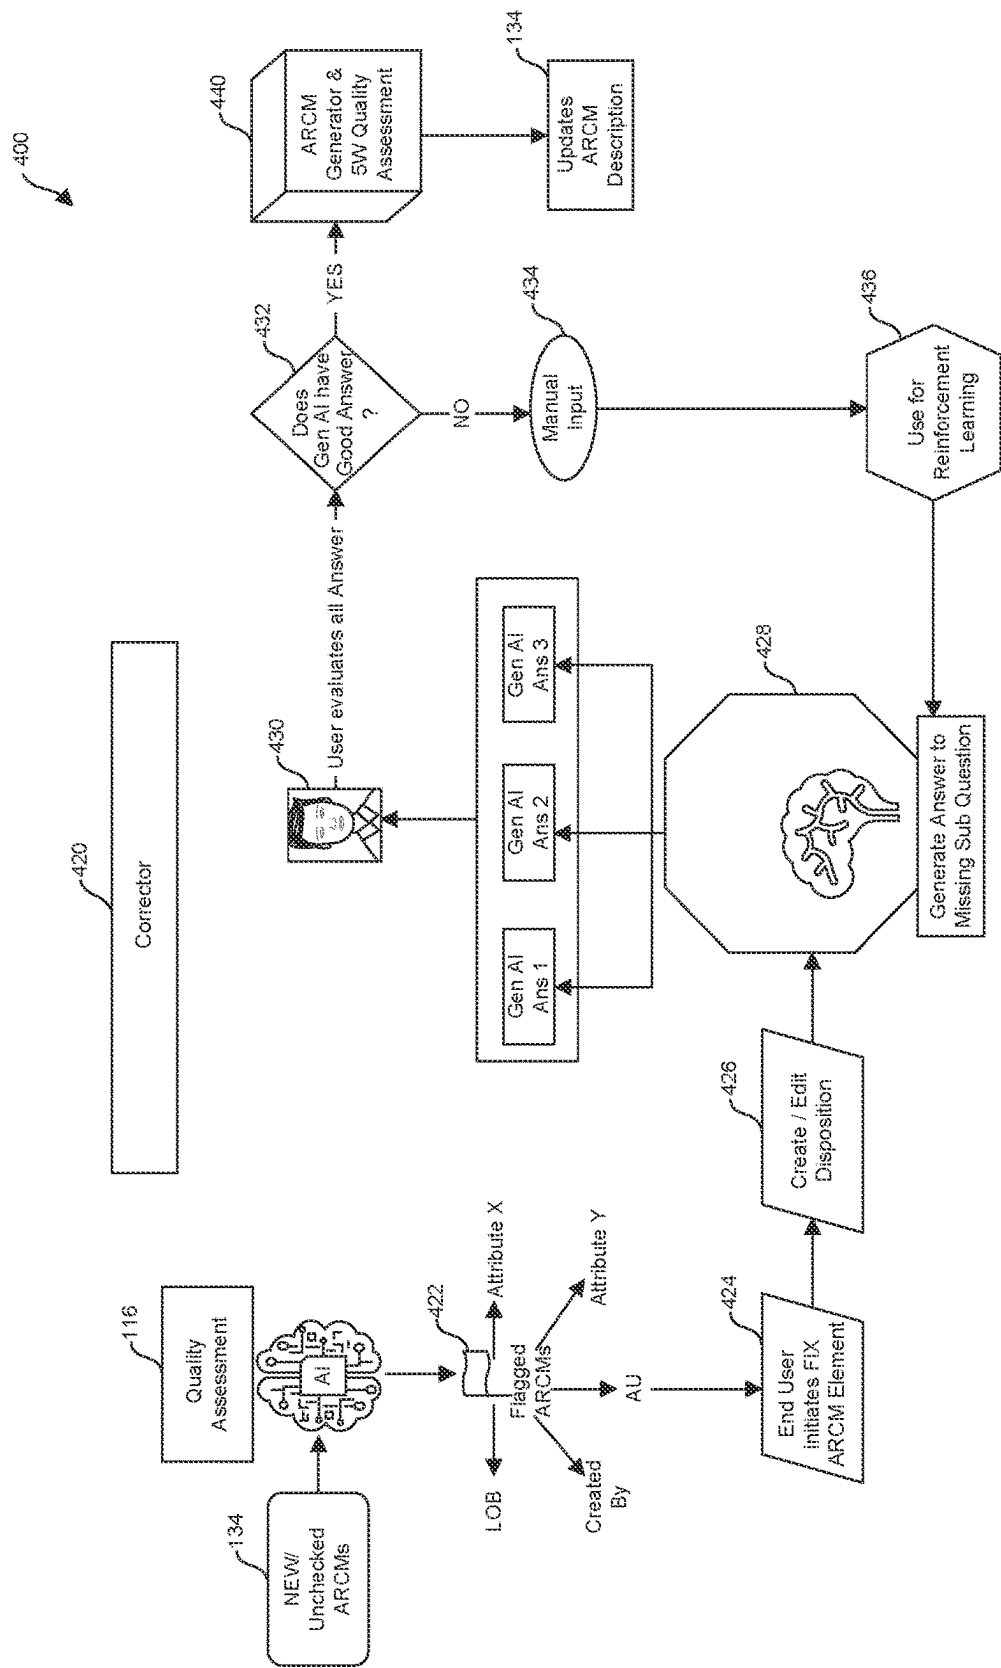 400
420
Corrector
134
NEW/
Unchecked
ARCMs
116
Quality
Assessment
AI
422
Flagged
ARCMs
LOB
Attribute X
Created
By
AU
Attribute Y
424
End User
initiates FIX
ARCM Element
426
Create / Edit
Disposition
428
Generate Answer to
Missing Sub Question
Gen AI
Ans 1
Gen AI
Ans 2
Gen AI
Ans 3
430
User evaluates all Answer
432
Does
Gen AI have
Good Answer
?
YES
NO
434
Manual
Input
436
Use for
Reinforcement
Learning
440
ARCM
Generator &
5W Quality
Assessment
134
Updates
ARCM
Description